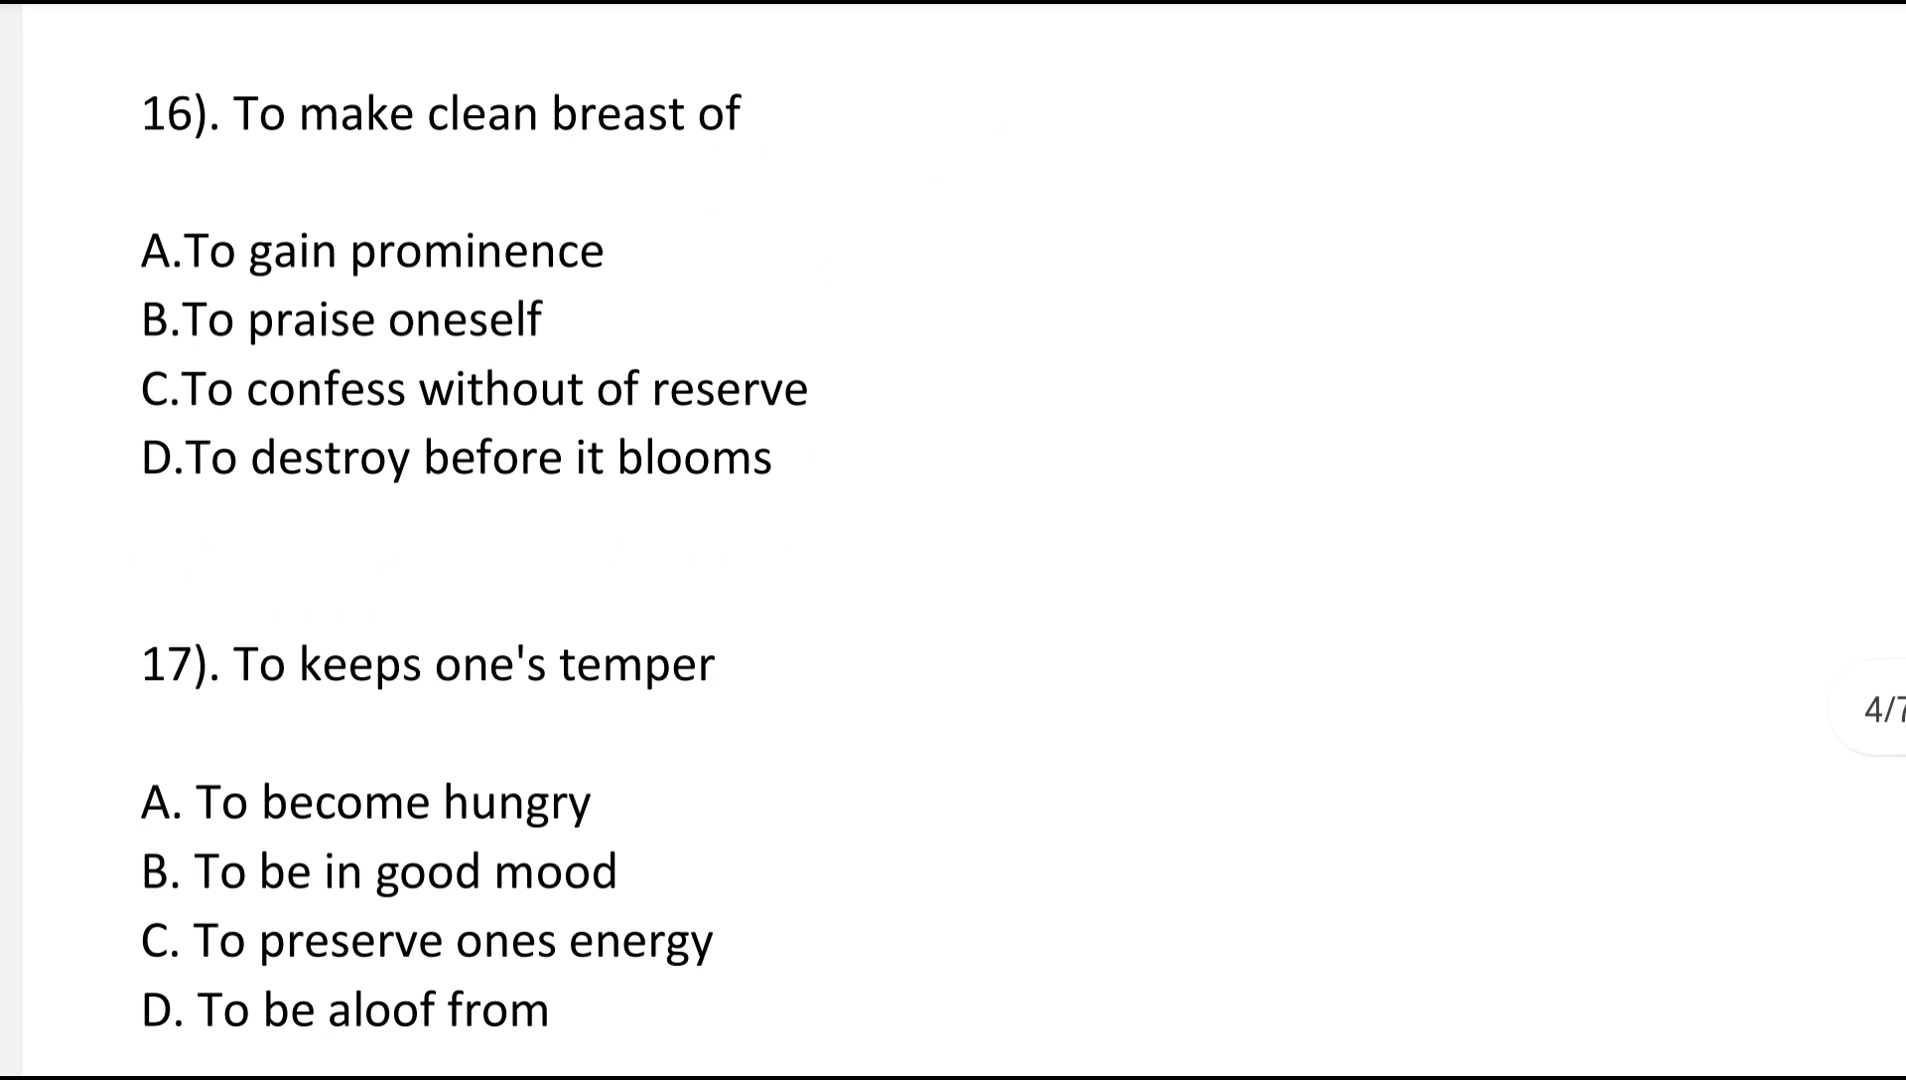 16). To make clean breast of
A.To gain prominence
B.To praise oneself
C.To confess without of reserve
D.To destroy before it blooms
17). To keeps one's temper
4/7
A. To become hungry
B. To be in good mood
C. To preserve ones energy
D. To be aloof from